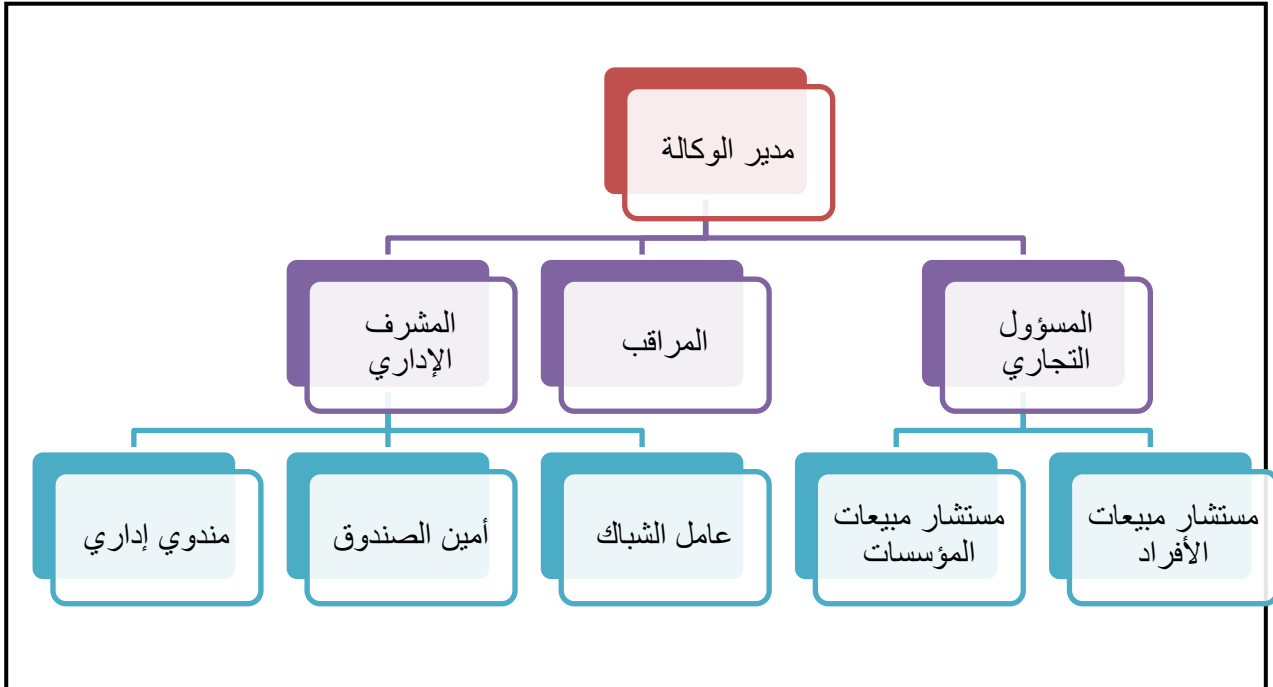 مدير الوكالة
المسؤول
التجاري
المراقب
المشرف
الإداري
مستشار مبيعات
الأفراد
مستشار مبيعات
المؤسسات
عامل الشباك
أمين الصندوق
مندوي إداري